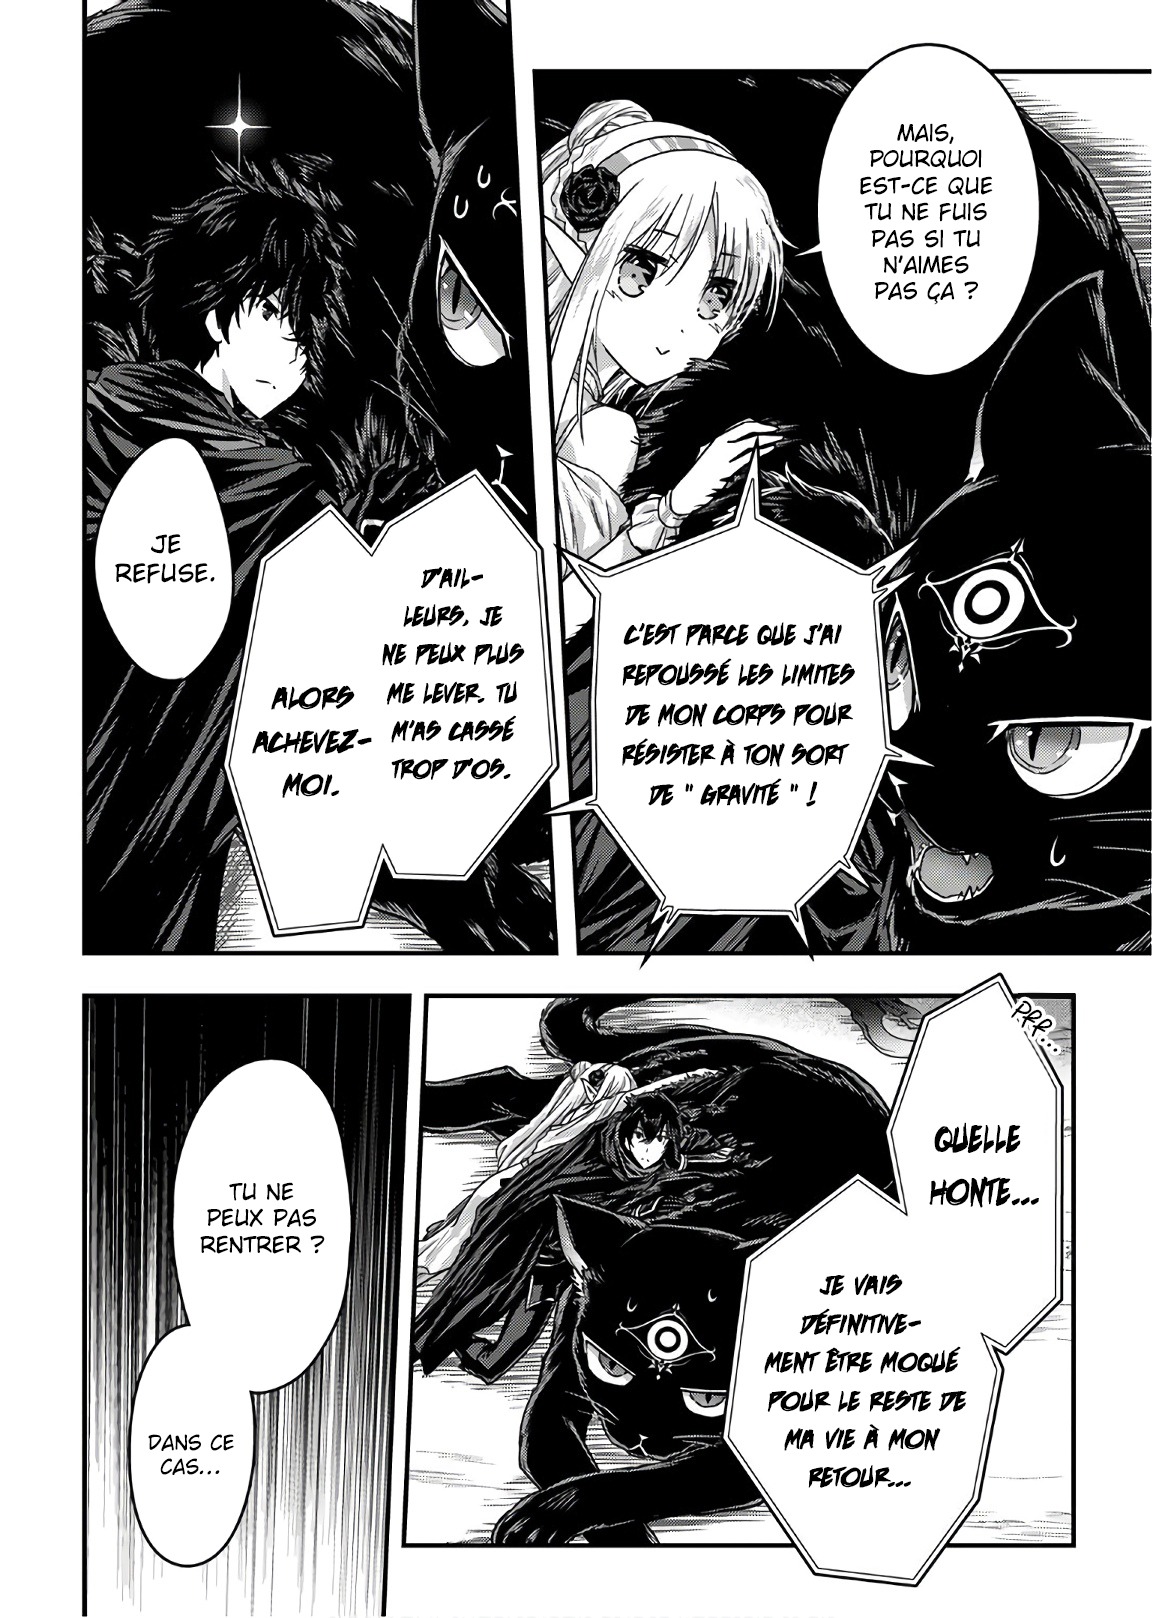 MAIS,
POURQUOI
EST-CE QUE
TU NE FUIS
PAS SI TU
N'AIMES
PAS ÇA ?
C'EST PARCE QUE J'AI
REPOUSSÉ LES LIMITES
DE MON CORPS POUR
RÉSISTER À TON SORT
DE " GRAVITÉ " !
D'AIL-
LEURS, JE
NE PEUX PLUS
ME LEVER. TU
M'AS CASSÉ
TROP D'OS.
ALORS
ACHEVEZ-
MOI.
JE
REFUSE.
PRR...
QUELLE
HONTE...
JE VAIS
DÉFINITIVE-
MENT ÊTRE MOQUÉ
POUR LE RESTE DE
MA VIE À MON
RETOUR...
TU NE
PEUX PAS
RENTRER ?
DANS CE
CAS...